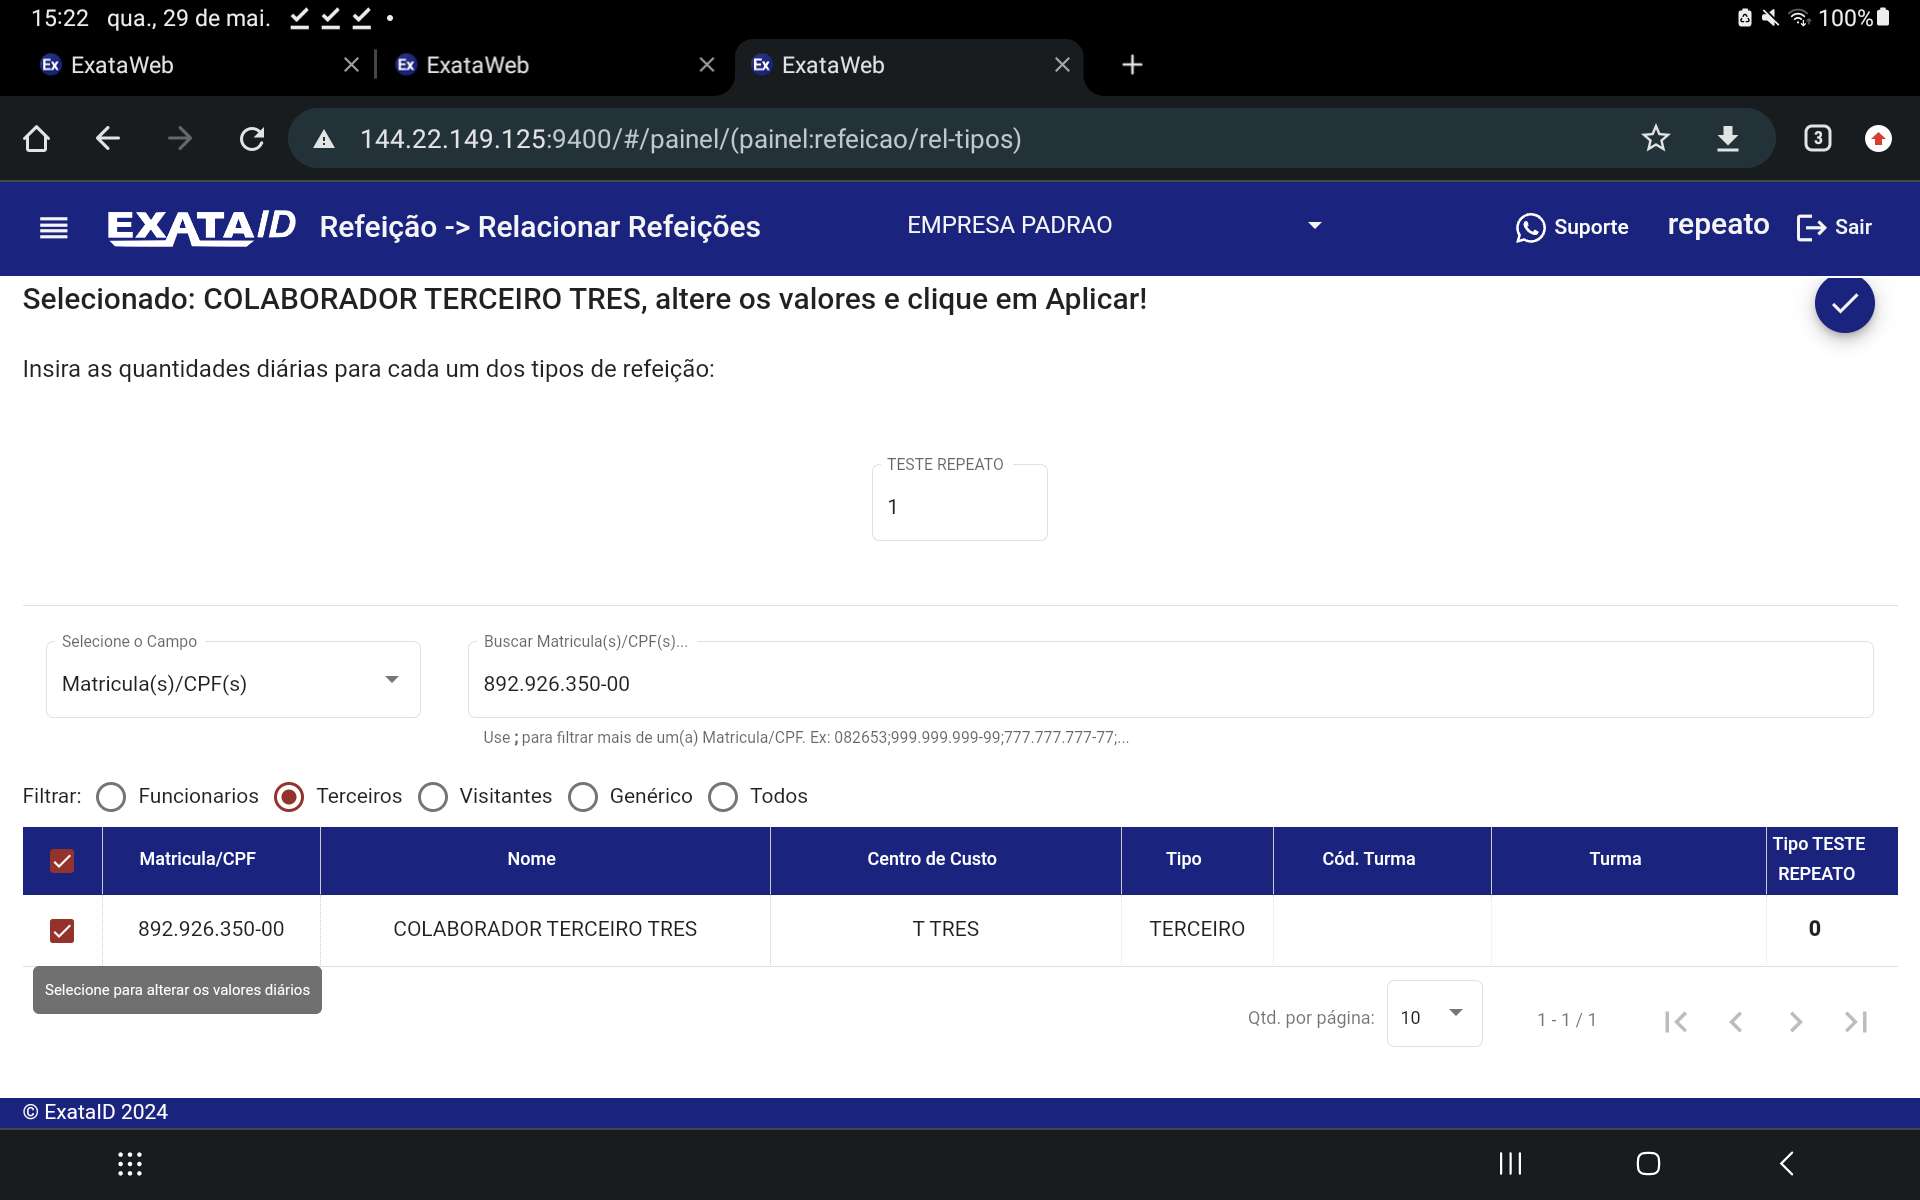 15:22 qua., 29 de mai. 100%
Ex ExataWeb Ex ExataWeb Ex ExataWeb
144.22.149.125:9400/#/painel/(painel:refeicao/rel-tipos) 3
EXATAID Refeição -> Relacionar Refeições EMPRESA PADRAO Suporte repeato Sair
Selecionado: COLABORADOR TERCEIRO TRES, altere os valores e clique em Aplicar!
Insira as quantidades diárias para cada um dos tipos de refeição:
TESTE REPEATO
1
Selecione o Campo Buscar Matricula(s)/CPF(s)...
Matricula(s)/CPF(s) 892.926.350-00
Use ; para filtrar mais de um(a) Matricula/CPF. Ex: 082653;999.999.999-99;777.777.777-77;...
Filtrar: Funcionarios Terceiros Visitantes Genérico Todos
Matricula/CPF Nome Centro de Custo Tipo Cód. Turma Turma Tipo TESTE
REPEATO
892.926.350-00 COLABORADOR TERCEIRO TRES T TRES TERCEIRO 0
Selecione para alterar os valores diários
Qtd. por página: 10 1 - 1 / 1
© ExataID 2024